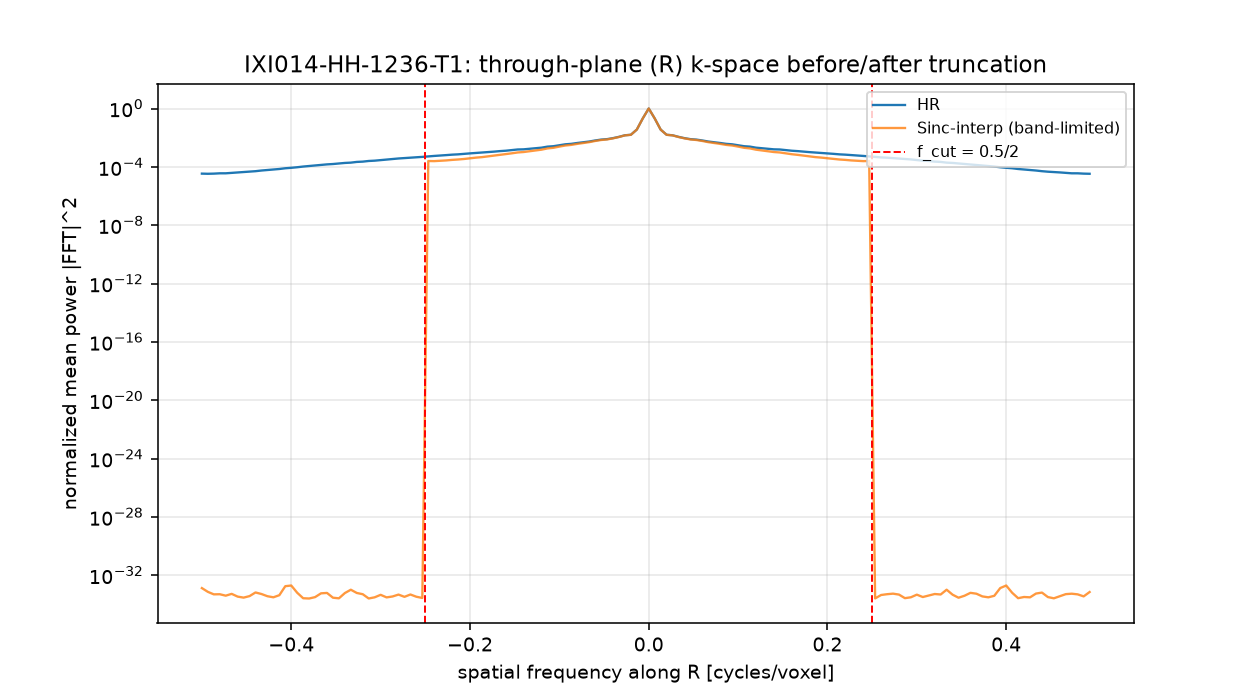 IXI014-HH-1236-T1: through-plane (R) k-space before/after truncation
normalized mean power |FFT|^2
10^0
10^−4
10^−8
10^−12
10^−16
10^−20
10^−24
10^−28
10^−32
HR
Sinc-interp (band-limited)
f_cut = 0.5/2
−0.4 −0.2 0.0 0.2 0.4
spatial frequency along R [cycles/voxel]